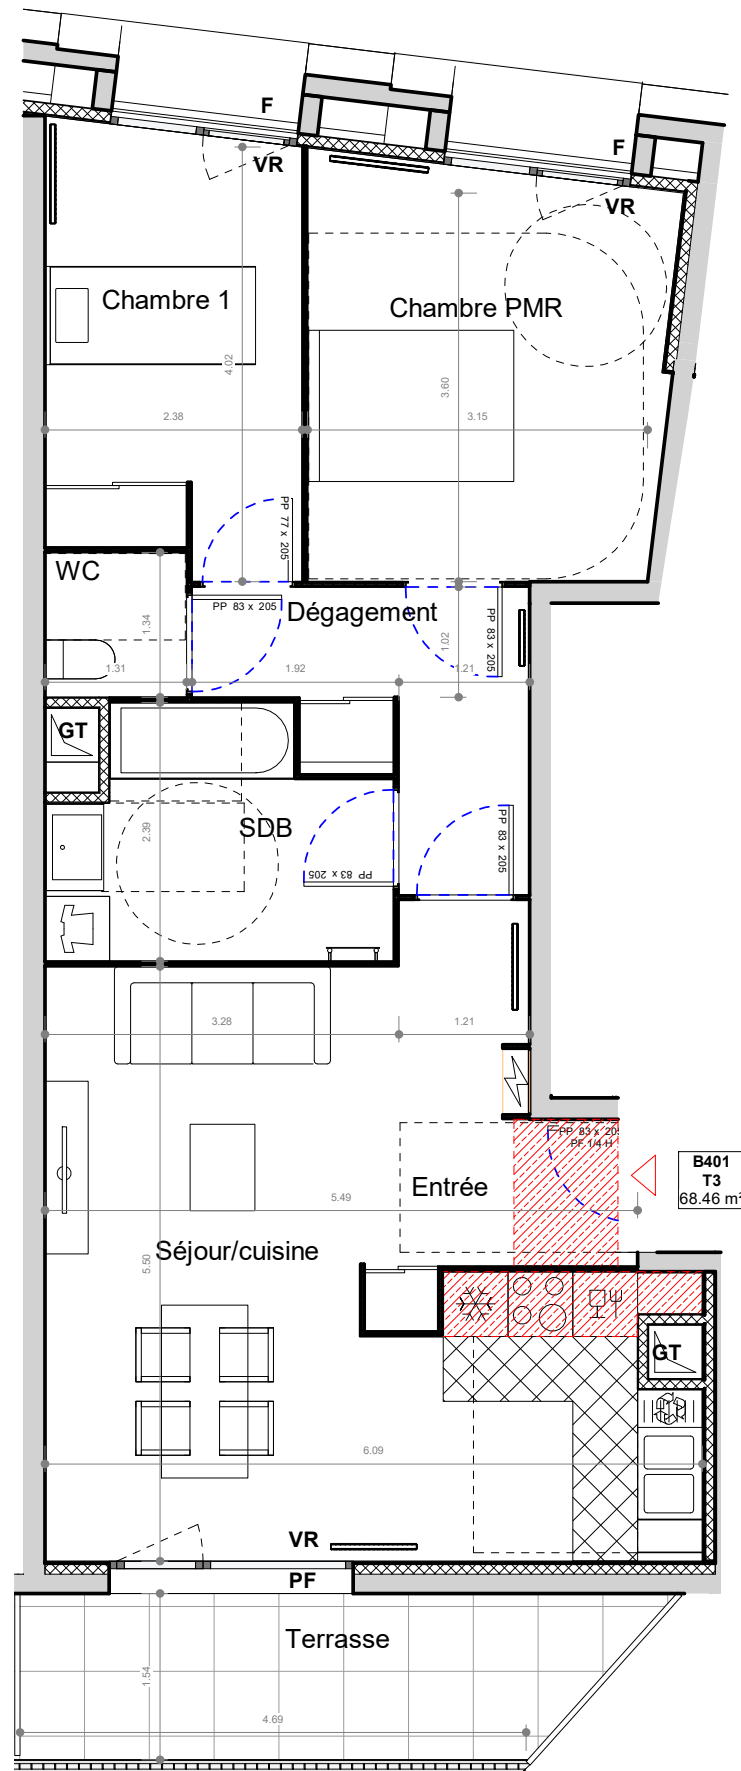 F
VR
F
VR
Chambre 1
Chambre PMR
4.02
3.60
2.38
3.15
PP 77 x 205
WC
PP 83 x 205
Dégagement
PP 83 x 205
1.34
1.02
1.31
1.92
1.21
GT
SDB
2.39
PP 83 x 205
PP 83 x 205
3.28
1.21
PP 83 x 20
PF 1/4 H
B401
T3
68.46 m²
Entrée
5.49
Séjour/cuisine
5.50
GT
6.09
VR
PF
Terrasse
1.54
4.69